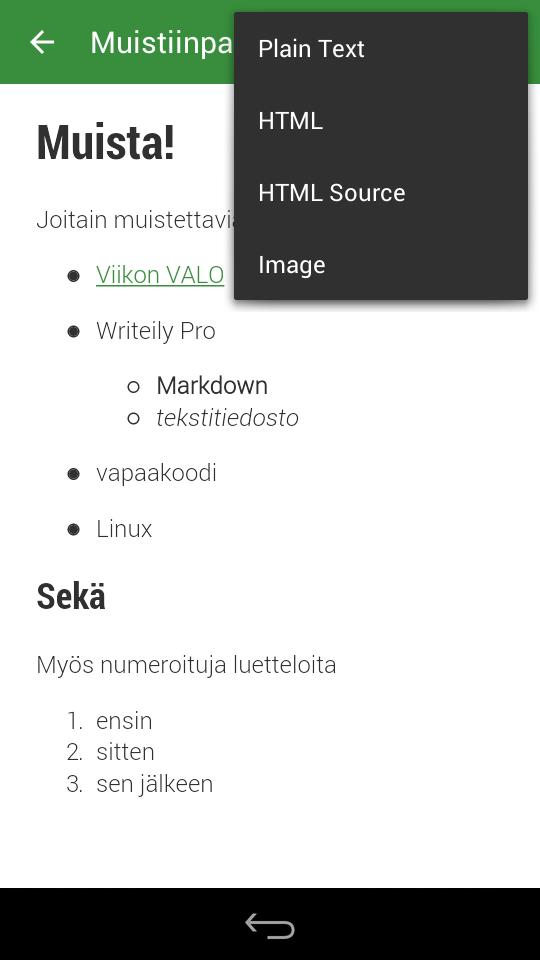 Muistiinpa
Plain Text
HTML
HTML Source
Image
Muista!
Joitain muistettavia
Viikon VALO
Writeily Pro
Markdown
tekstitiedosto
vapaakoodi
Linux
Sekä
Myös numeroituja luetteloita
1. ensin
2. sitten
3. sen jälkeen